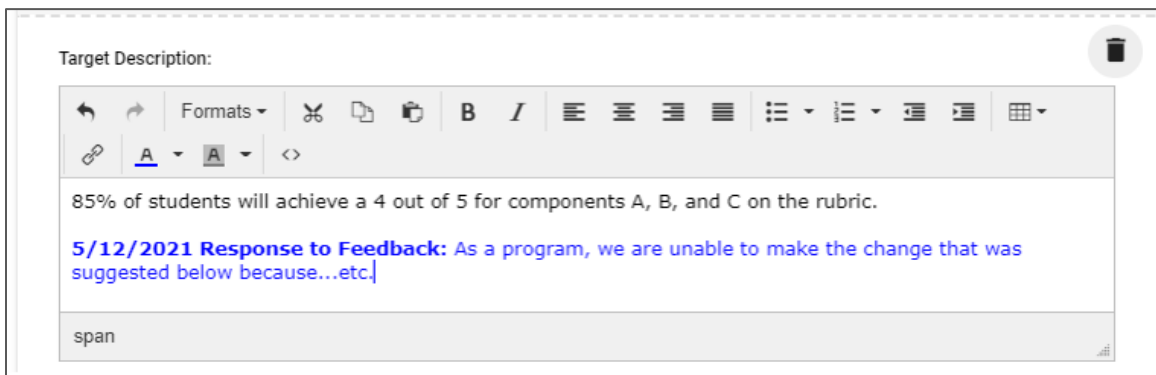 Target Description:
Formats
B I
A A <>
85% of students will achieve a 4 out of 5 for components A, B, and C on the rubric.
5/12/2021 Response to Feedback: As a program, we are unable to make the change that was
suggested below because...etc.
span